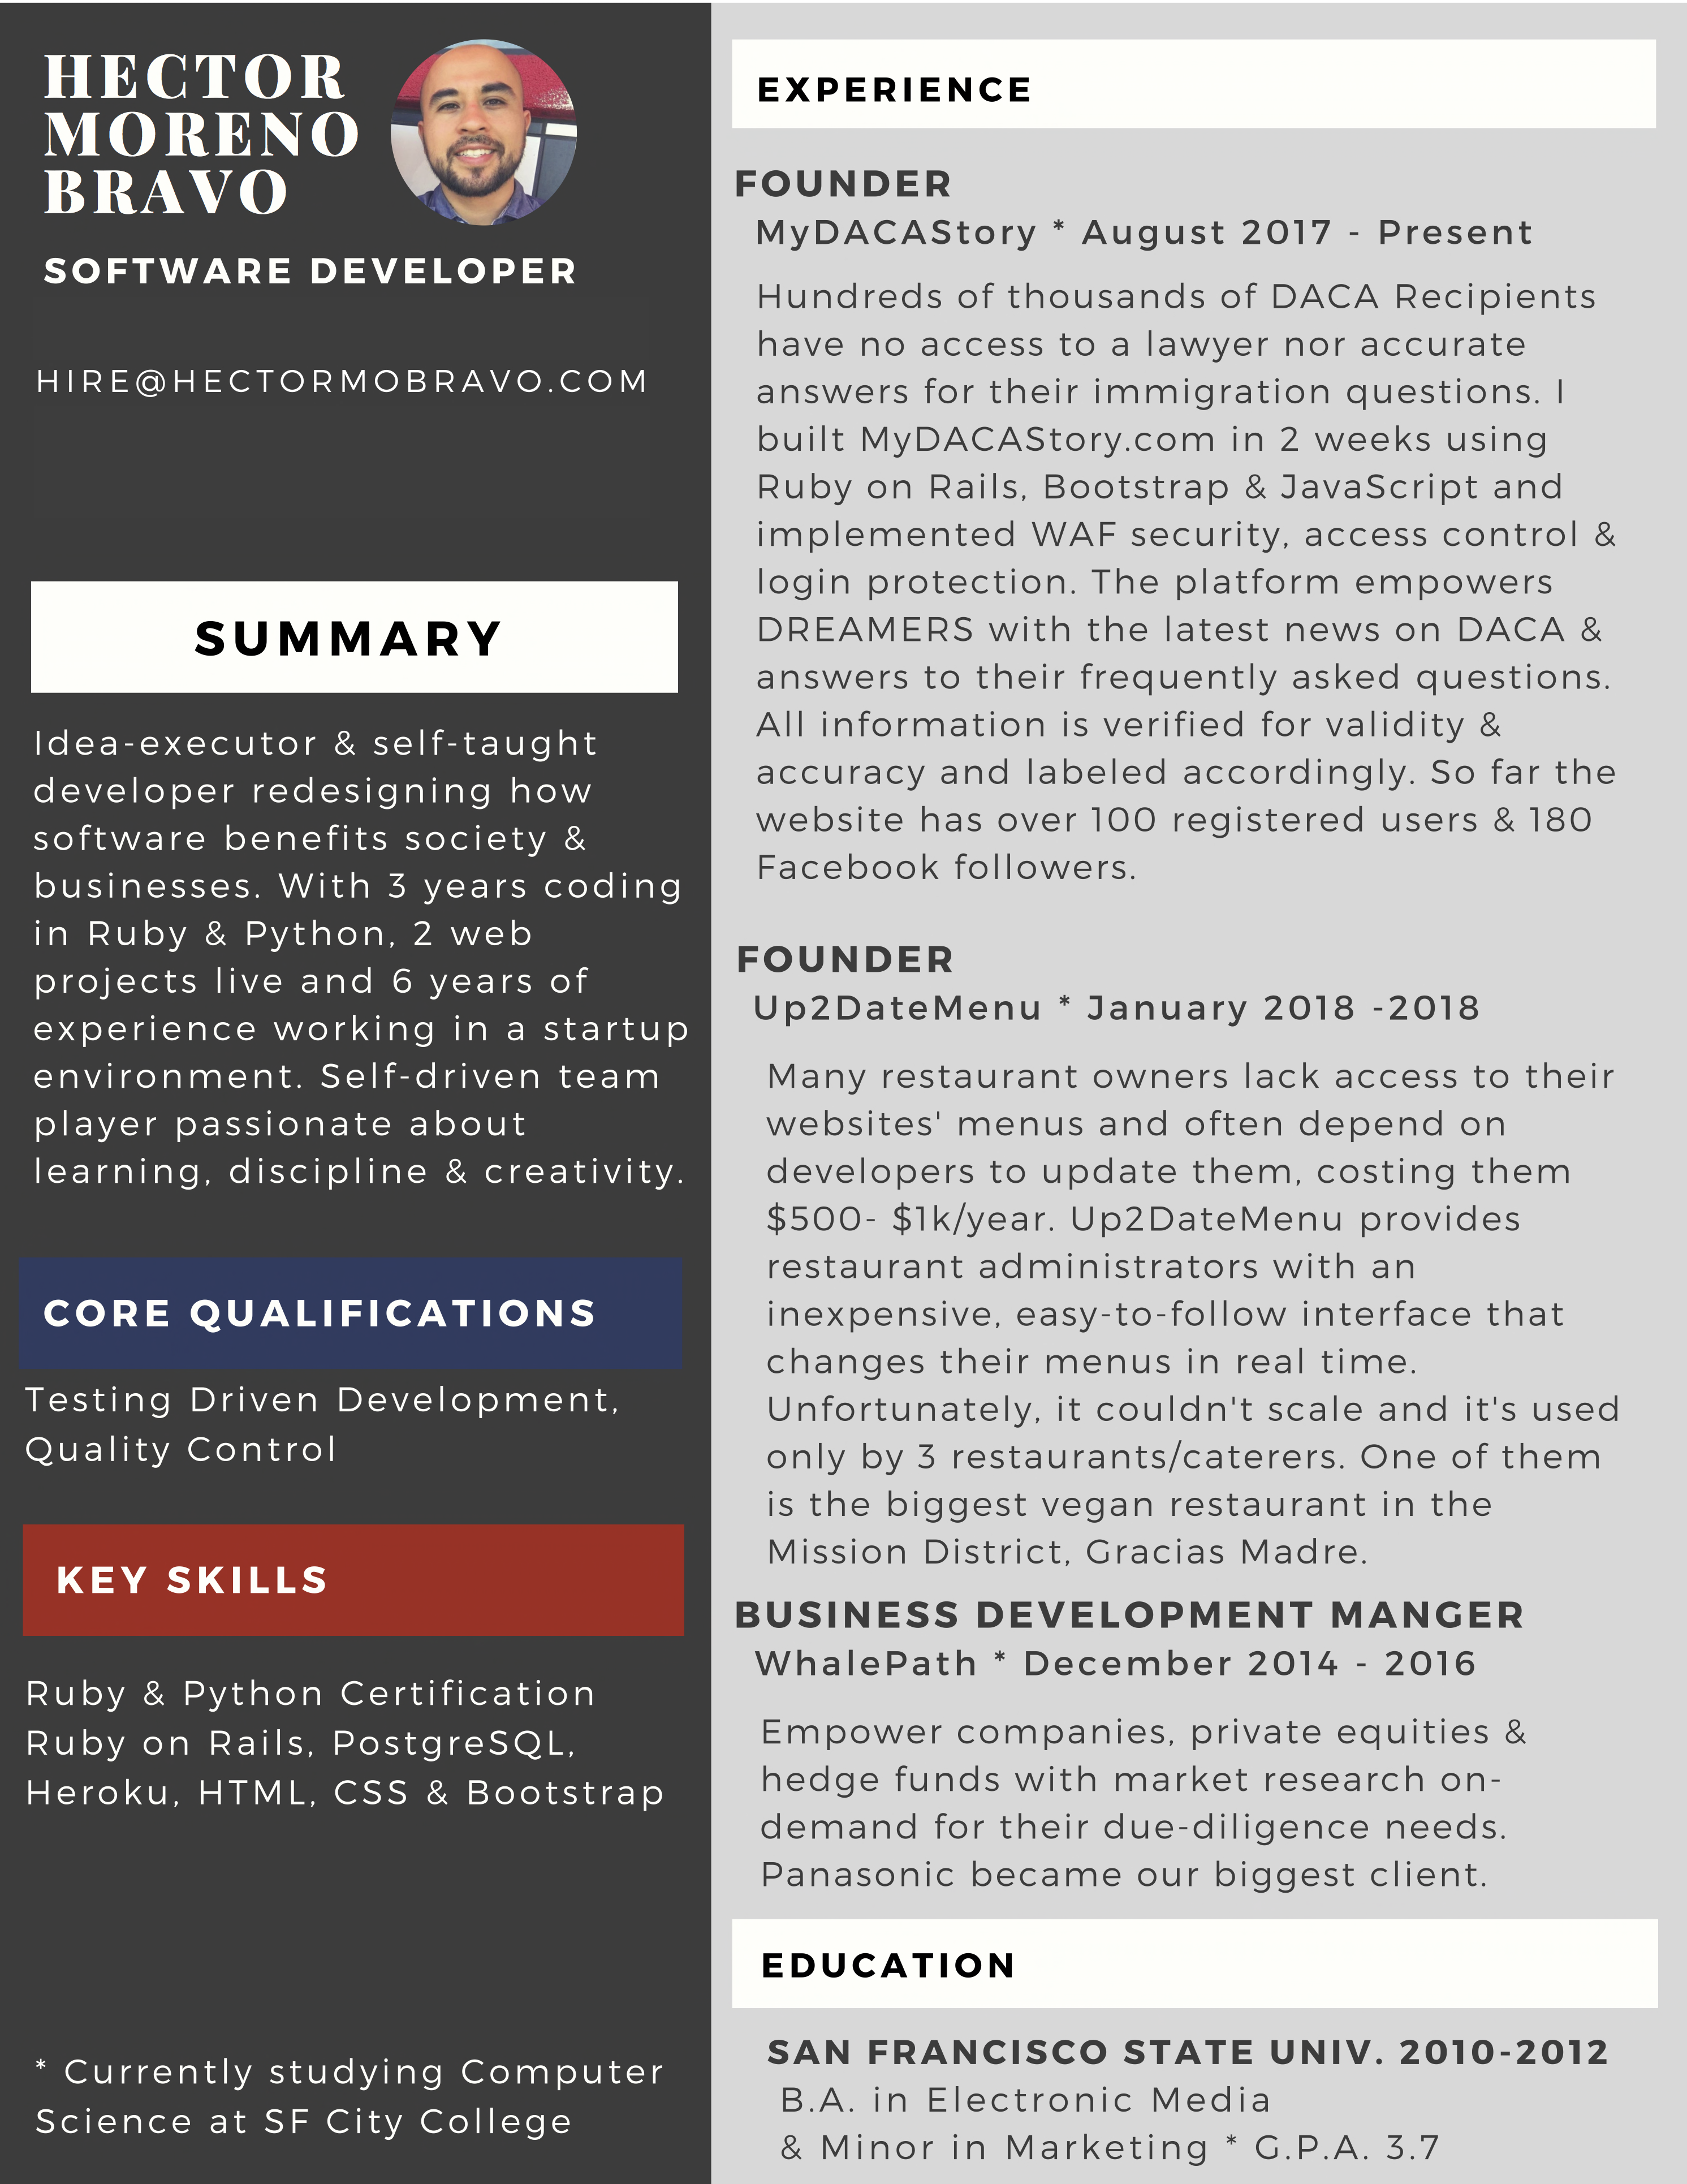 HECTOR
MORENO
BRAVO
SOFTWARE DEVELOPER
HIRE@HECTORMOBRAVO.COM
SUMMARY
Idea-executor & self-taught
developer redesigning how
software benefits society &
businesses. With 3 years coding
in Ruby & Python, 2 web
projects live and 6 years of
experience working in a startup
environment. Self-driven team
player passionate about
learning, discipline & creativity.
CORE QUALIFICATIONS
Testing Driven Development,
Quality Control
KEY SKILLS
Ruby & Python Certification
Ruby on Rails, PostgreSQL,
Heroku, HTML, CSS & Bootstrap
* Currently studying Computer
Science at SF City College
EXPERIENCE
FOUNDER
MyDACAStory * August 2017 - Present
Hundreds of thousands of DACA Recipients
have no access to a lawyer nor accurate
answers for their immigration questions. I
built MyDACAStory.com in 2 weeks using
Ruby on Rails, Bootstrap & JavaScript and
implemented WAF security, access control &
login protection. The platform empowers
DREAMERS with the latest news on DACA &
answers to their frequently asked questions.
All information is verified for validity &
accuracy and labeled accordingly. So far the
website has over 100 registered users & 180
Facebook followers.
FOUNDER
Up2DateMenu * January 2018 -2018
Many restaurant owners lack access to their
websites' menus and often depend on
developers to update them, costing them
$500- $1k/year. Up2DateMenu provides
restaurant administrators with an
inexpensive, easy-to-follow interface that
changes their menus in real time.
Unfortunately, it couldn't scale and it's used
only by 3 restaurants/caterers. One of them
is the biggest vegan restaurant in the
Mission District, Gracias Madre.
BUSINESS DEVELOPMENT MANGER
WhalePath * December 2014 - 2016
Empower companies, private equities &
hedge funds with market research on-
demand for their due-diligence needs.
Panasonic became our biggest client.
EDUCATION
SAN FRANCISCO STATE UNIV. 2010-2012
B.A. in Electronic Media
& Minor in Marketing * G.P.A. 3.7